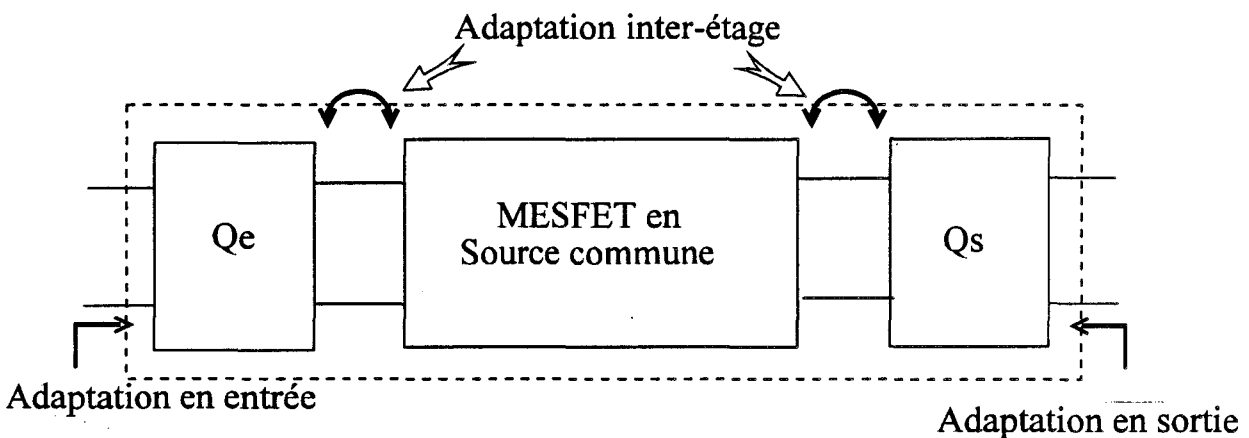 Adaptation inter-étage
Qe
MESFET en
Source commune
Qs
Adaptation en entrée
Adaptation en sortie